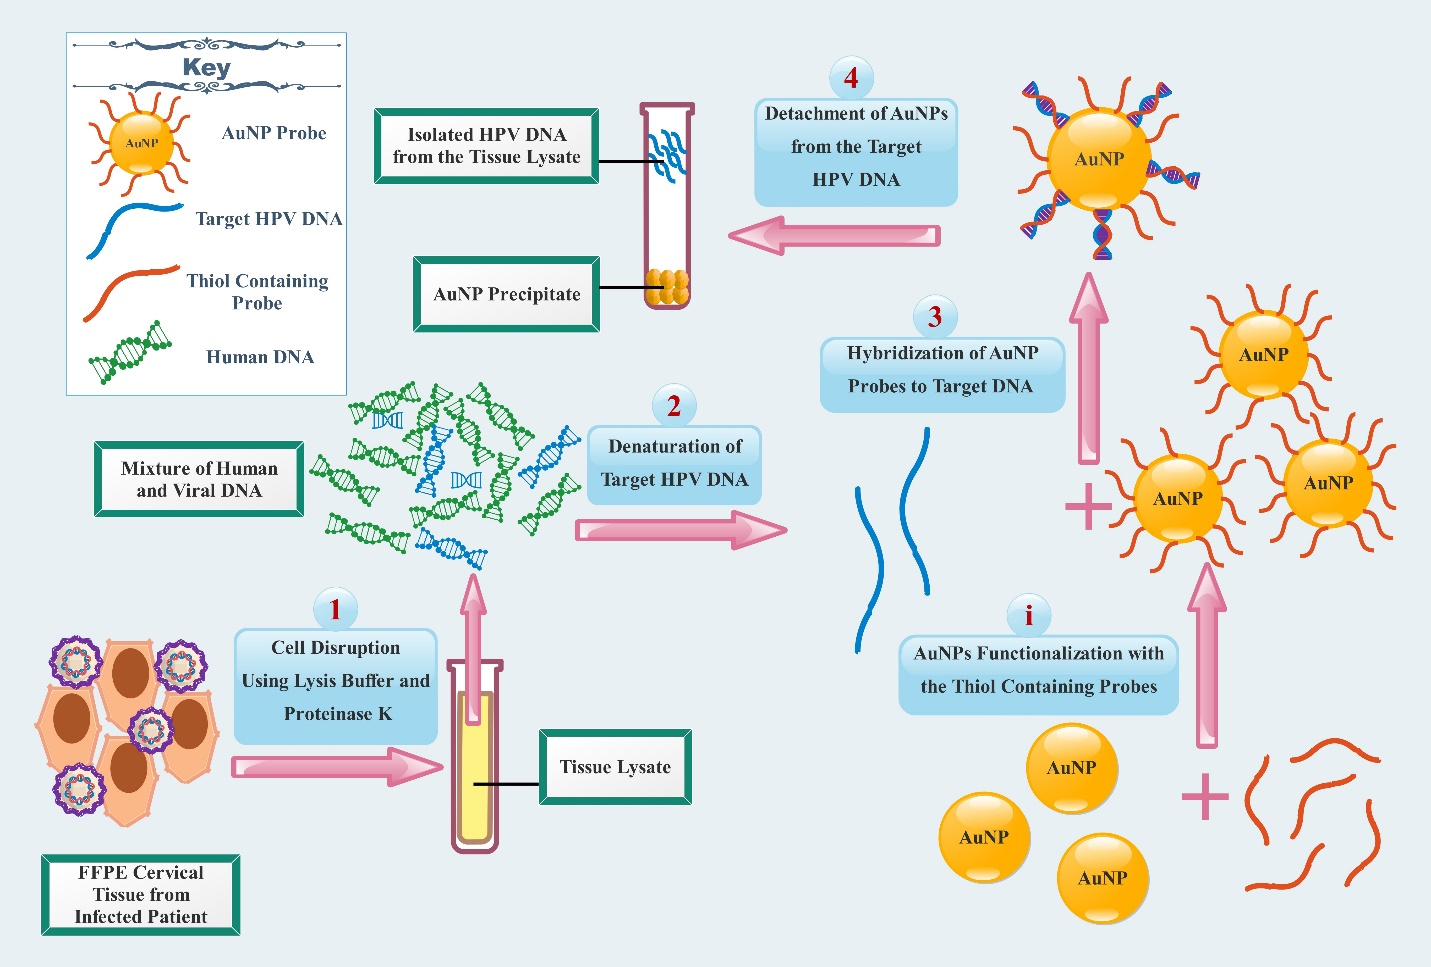 Key
AuNP
AuNP Probe
Target HPV DNA
Thiol Containing
Probe
Human DNA
Isolated HPV DNA
from the Tissue Lysate
AuNP Precipitate
4
Detachment of AuNPs
from the Target
HPV DNA
AuNP
3
Hybridization of AuNP
Probes to Target DNA
AuNP
AuNP
AuNP
Mixture of Human
and Viral DNA
2
Denaturation of
Target HPV DNA
1
Cell Disruption
Using Lysis Buffer and
Proteinase K
Tissue Lysate
FFPE Cervical
Tissue from
Infected Patient
i
AuNPs Functionalization with
the Thiol Containing Probes
AuNP
AuNP
AuNP